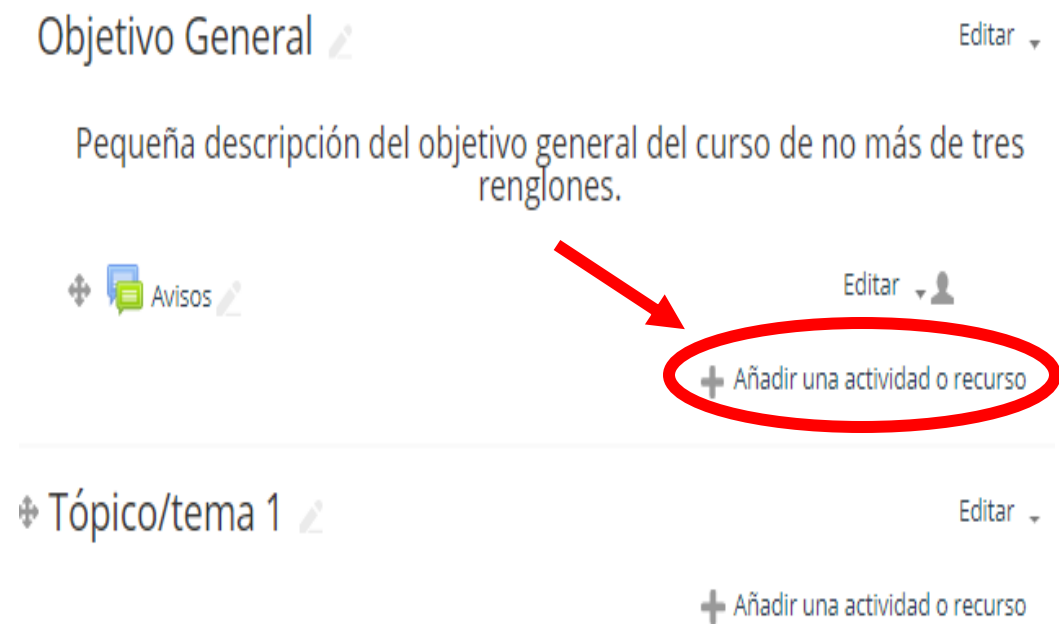 Objetivo General
Editar
Pequeña descripción del objetivo general del curso de no más de tres
renglones.
Avisos
Editar
Añadir una actividad o recurso
Tópico/tema 1
Editar
Añadir una actividad o recurso